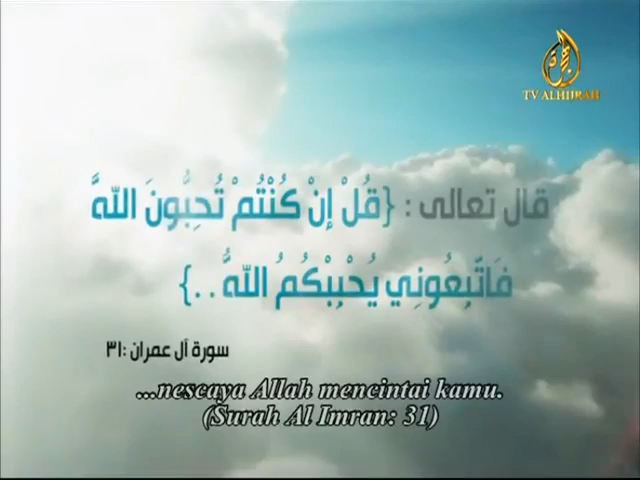 TV ALHIJRAH
قال تعالى : {قُلْ إِنْ كُنْتُمْ تُحِبُّونَ اللَّهَ
فَاتَّبِعُونِي يُحْبِبْكُمُ اللَّهُ . .}
سورة آل عمران :٣١
...nescaya Allah mencintai kamu.
(Surah Al Imran: 31)